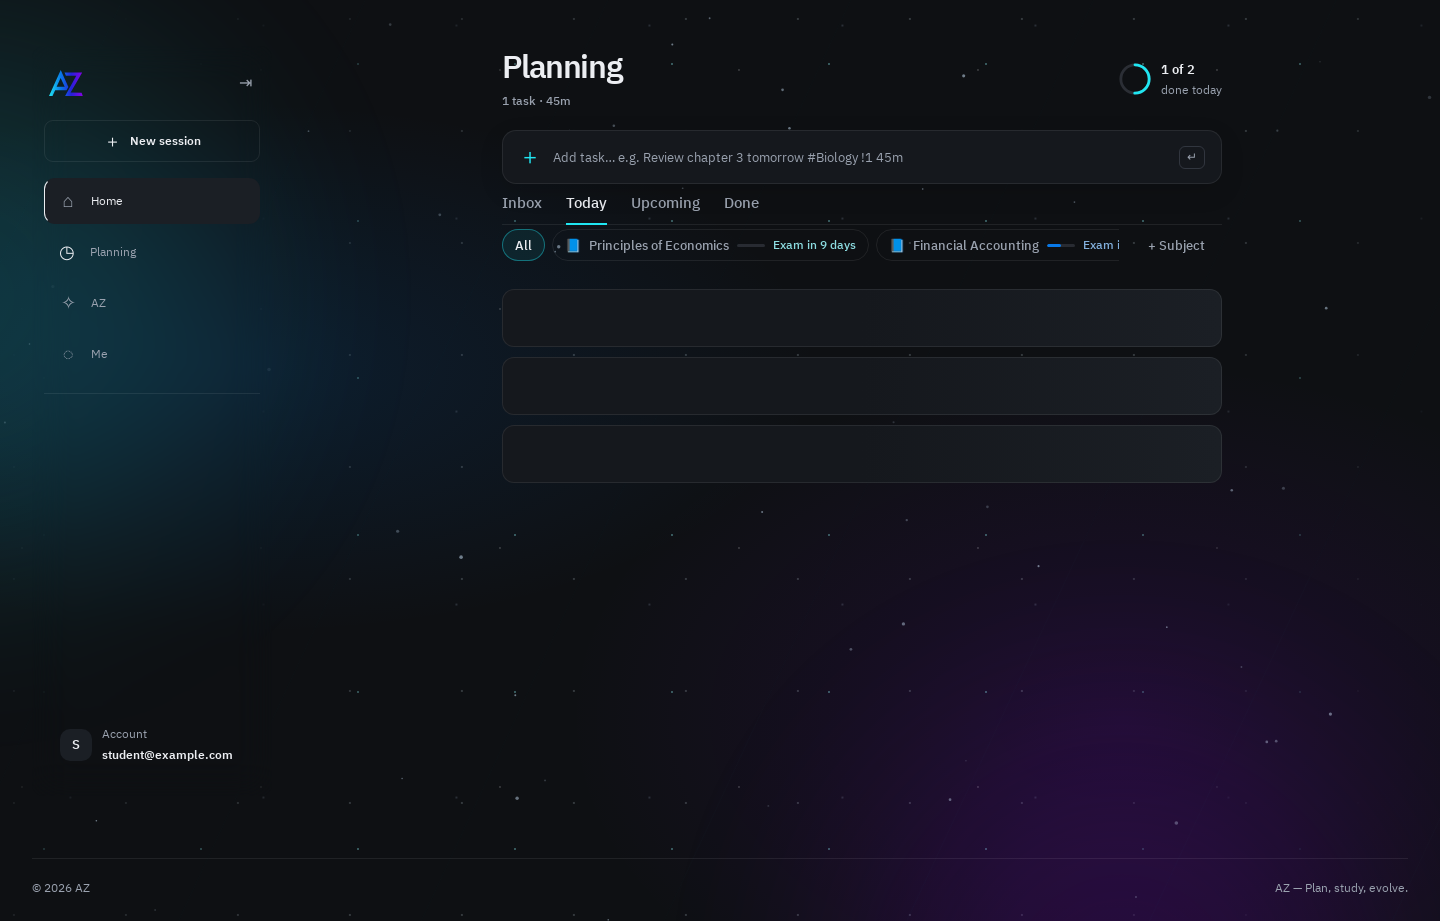 AZ
New session
Home
Planning
AZ
Me
Account
S
student@example.com
Planning
1 task · 45m
1 of 2
done today
Add task... e.g. Review chapter 3 tomorrow #Biology !1 45m
Inbox Today Upcoming Done
All Principles of Economics Exam in 9 days Financial Accounting Exam i + Subject
© 2026 AZ
AZ — Plan, study, evolve.